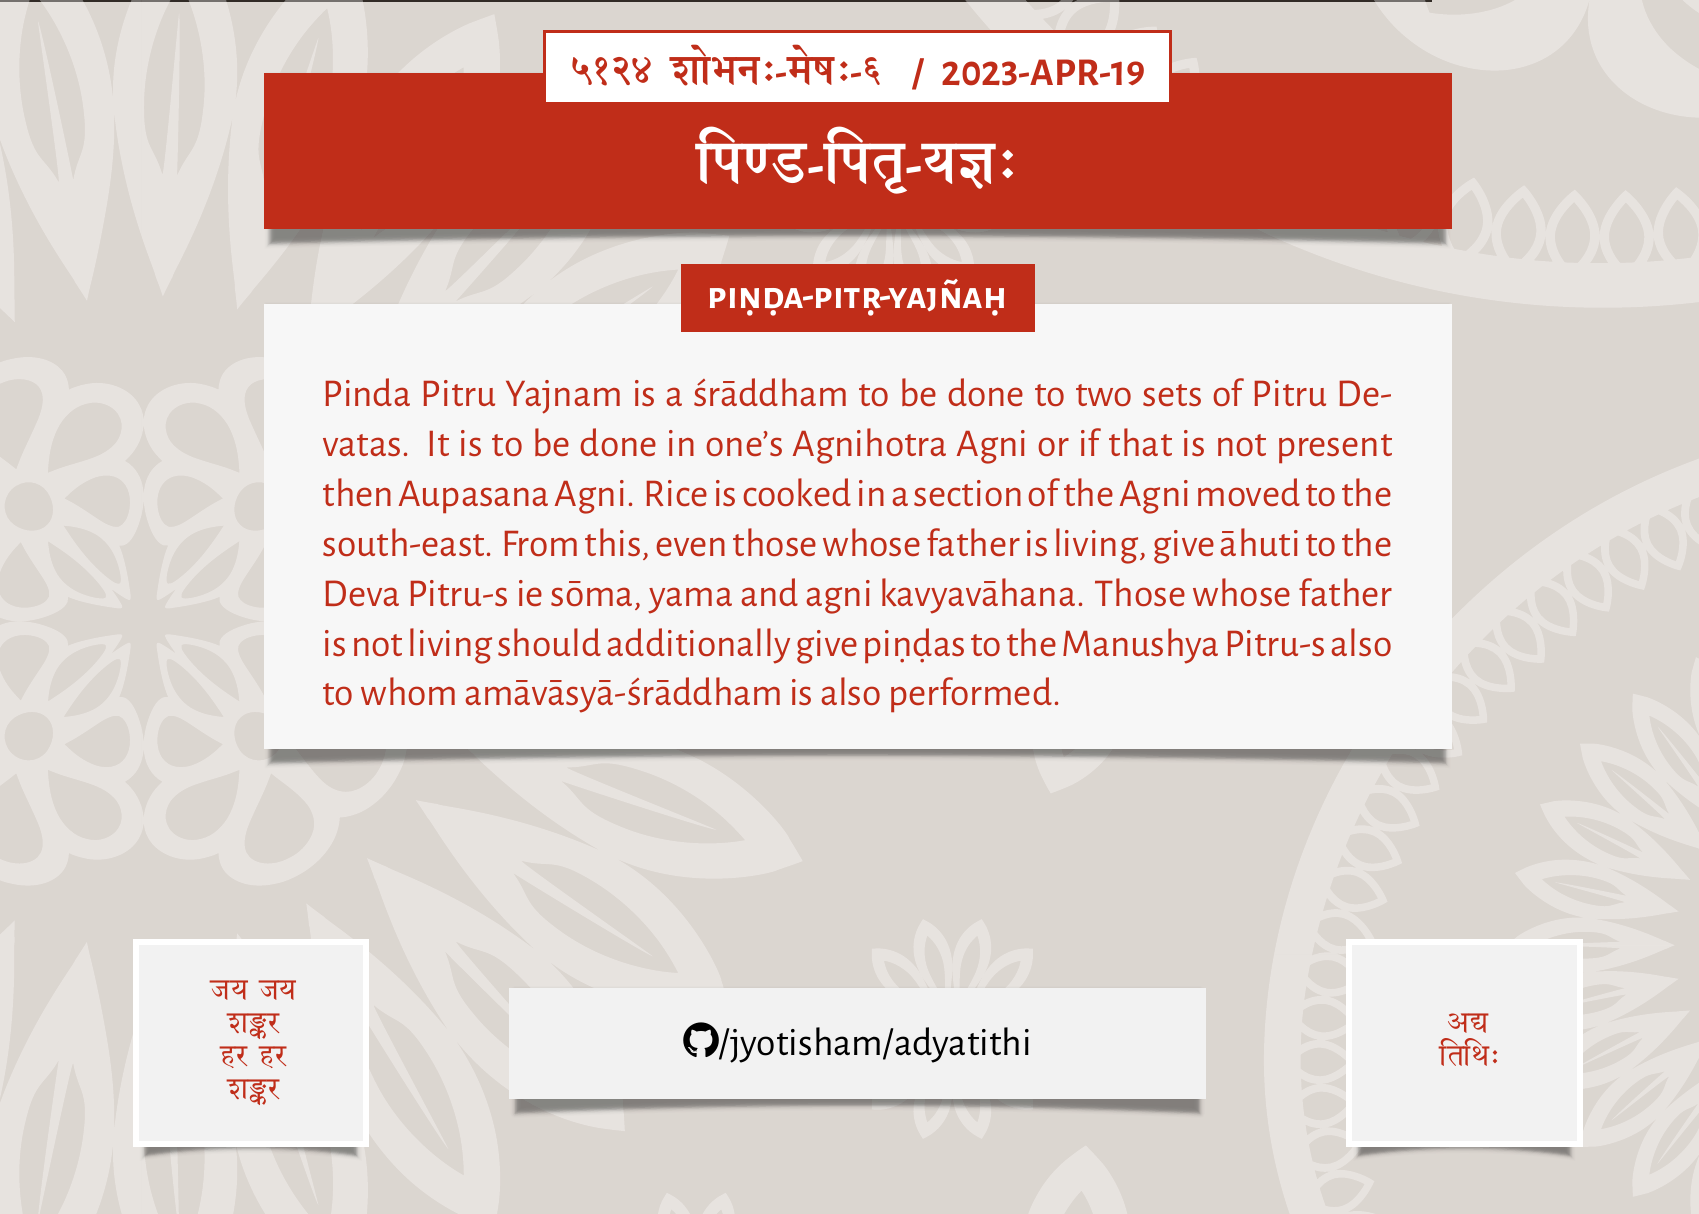 ५१२४ शोभनः-मेषः-६ / 2023-APR-19
पिण्ड-पितृ-यज्ञः
PIṆḌA-PITṚ-YAJÑAḤ
Pinda Pitru Yajnam is a śrāddham to be done to two sets of Pitru De-
vatas. It is to be done in one’s Agnihotra Agni or if that is not present
then Aupasana Agni. Rice is cooked in a section of the Agni moved to the
south-east. From this, even those whose father is living, give āhuti to the
Deva Pitru-s ie sōma, yama and agni kavyavāhana. Those whose father
is not living should additionally give piṇḍas to the Manushya Pitru-s also
to whom amāvāsyā-śrāddham is also performed.
जय जय
शङ्कर
हर हर
शङ्कर
/jyotisham/adyatithi
अद्य
तिथिः